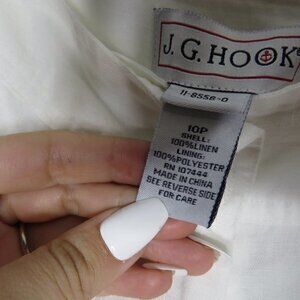 J. G. HOOK
11-8558-0
10P
SHELL:
100%LINEN
LINING:
100%POLYESTER
RN 107444
MADE IN CHINA
SEE REVERSE SIDE
FOR CARE